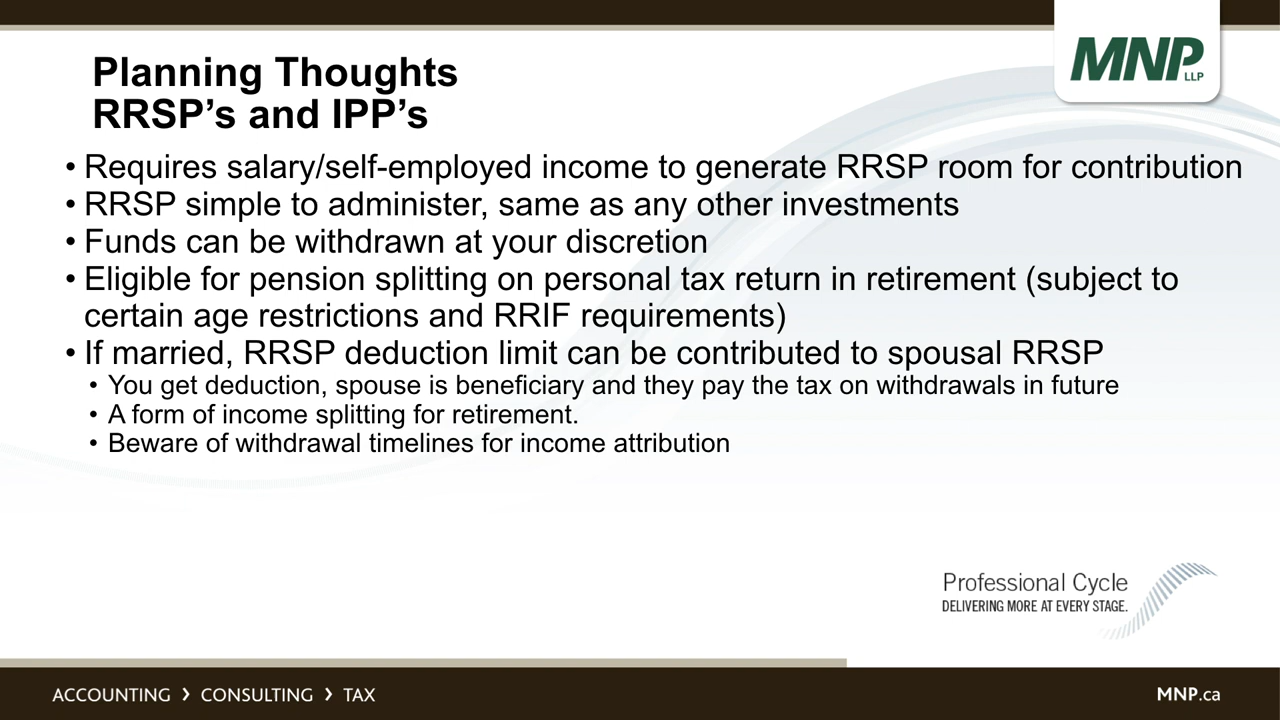 MNP
LLP
Planning Thoughts
RRSP’s and IPP’s
• Requires salary/self-employed income to generate RRSP room for contribution
• RRSP simple to administer, same as any other investments
• Funds can be withdrawn at your discretion
• Eligible for pension splitting on personal tax return in retirement (subject to
certain age restrictions and RRIF requirements)
• If married, RRSP deduction limit can be contributed to spousal RRSP
• You get deduction, spouse is beneficiary and they pay the tax on withdrawals in future
• A form of income splitting for retirement.
• Beware of withdrawal timelines for income attribution
Professional Cycle
DELIVERING MORE AT EVERY STAGE.
ACCOUNTING › CONSULTING › TAX
MNP.ca